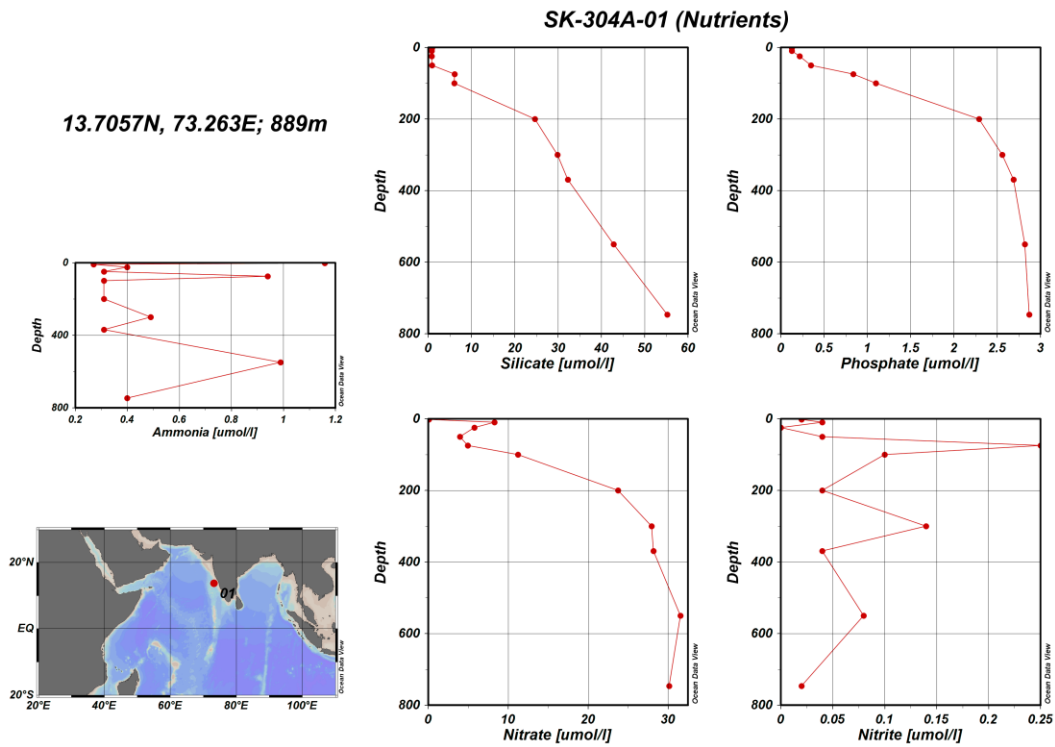 SK-304A-01 (Nutrients)
13.7057N, 73.263E; 889m
0
200
400
600
800
Depth
0
10
20
30
40
50
60
Silicate [umol/l]
Ocean Data View
0
200
400
600
800
Depth
0
0.5
1
1.5
2
2.5
3
Phosphate [umol/l]
Ocean Data View
0
400
800
Depth
0.2
0.4
0.6
0.8
1
1.2
Ammonia [umol/l]
Ocean Data View
0
200
400
600
800
Depth
0
10
20
30
Nitrate [umol/l]
Ocean Data View
0
200
400
600
800
Depth
0
0.05
0.1
0.15
0.2
0.25
Nitrite [umol/l]
Ocean Data View
20°N
EQ
20°S
20°E
40°E
60°E
80°E
100°E
01
Ocean Data View